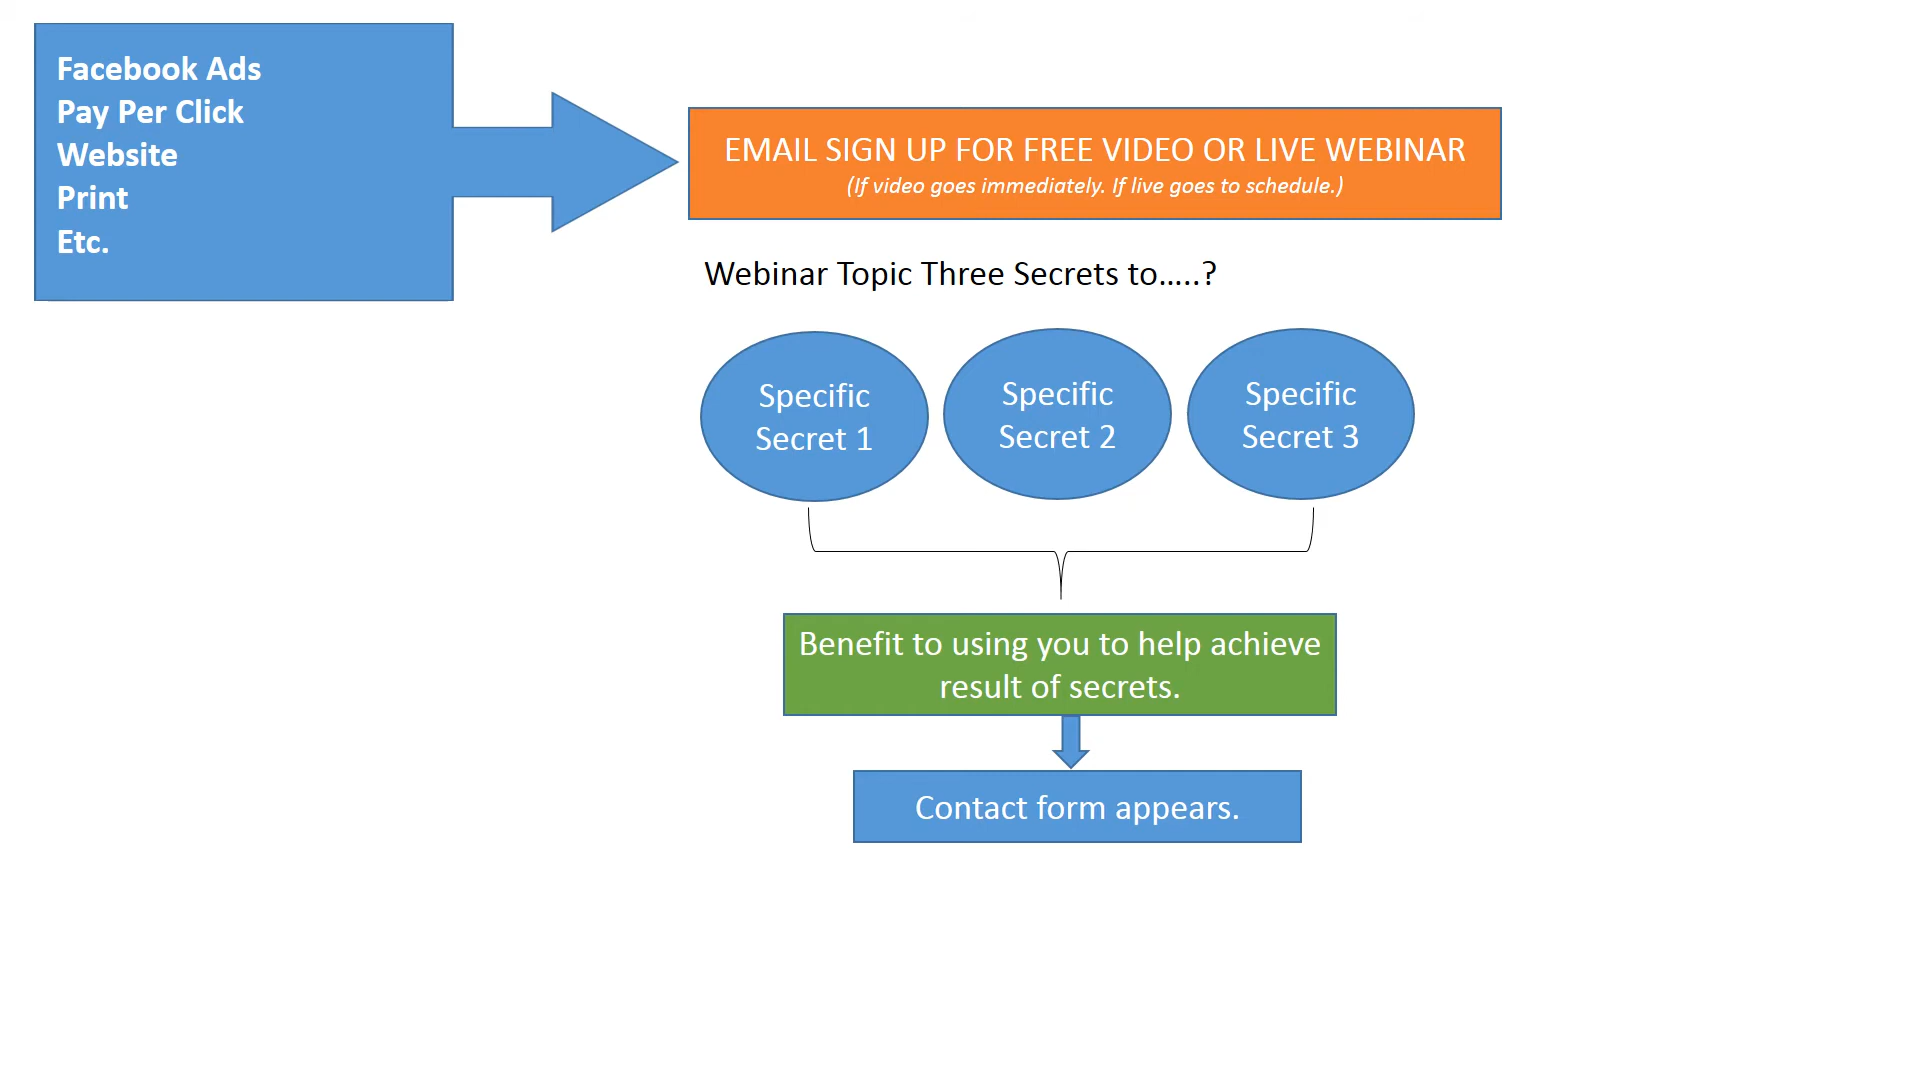 Facebook Ads
Pay Per Click
Website
Print
Etc.
EMAIL SIGN UP FOR FREE VIDEO OR LIVE WEBINAR
(If video goes immediately. If live goes to schedule.)
Webinar Topic Three Secrets to.....?
Specific
Secret 1
Specific
Secret 2
Specific
Secret 3
Benefit to using you to help achieve
result of secrets.
Contact form appears.